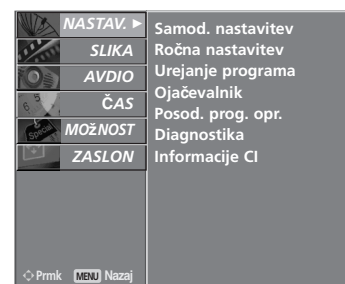 NASTAV. ►
SLIKA
AVDIO
ČAS
MOŽNOST
ZASLON
Samod. nastavitev
Ročna nastavitev
Urejanje programa
Ojačevalnik
Posod. prog. opr.
Diagnostika
Informacije CI
Special
Prmk MENU Nazaj